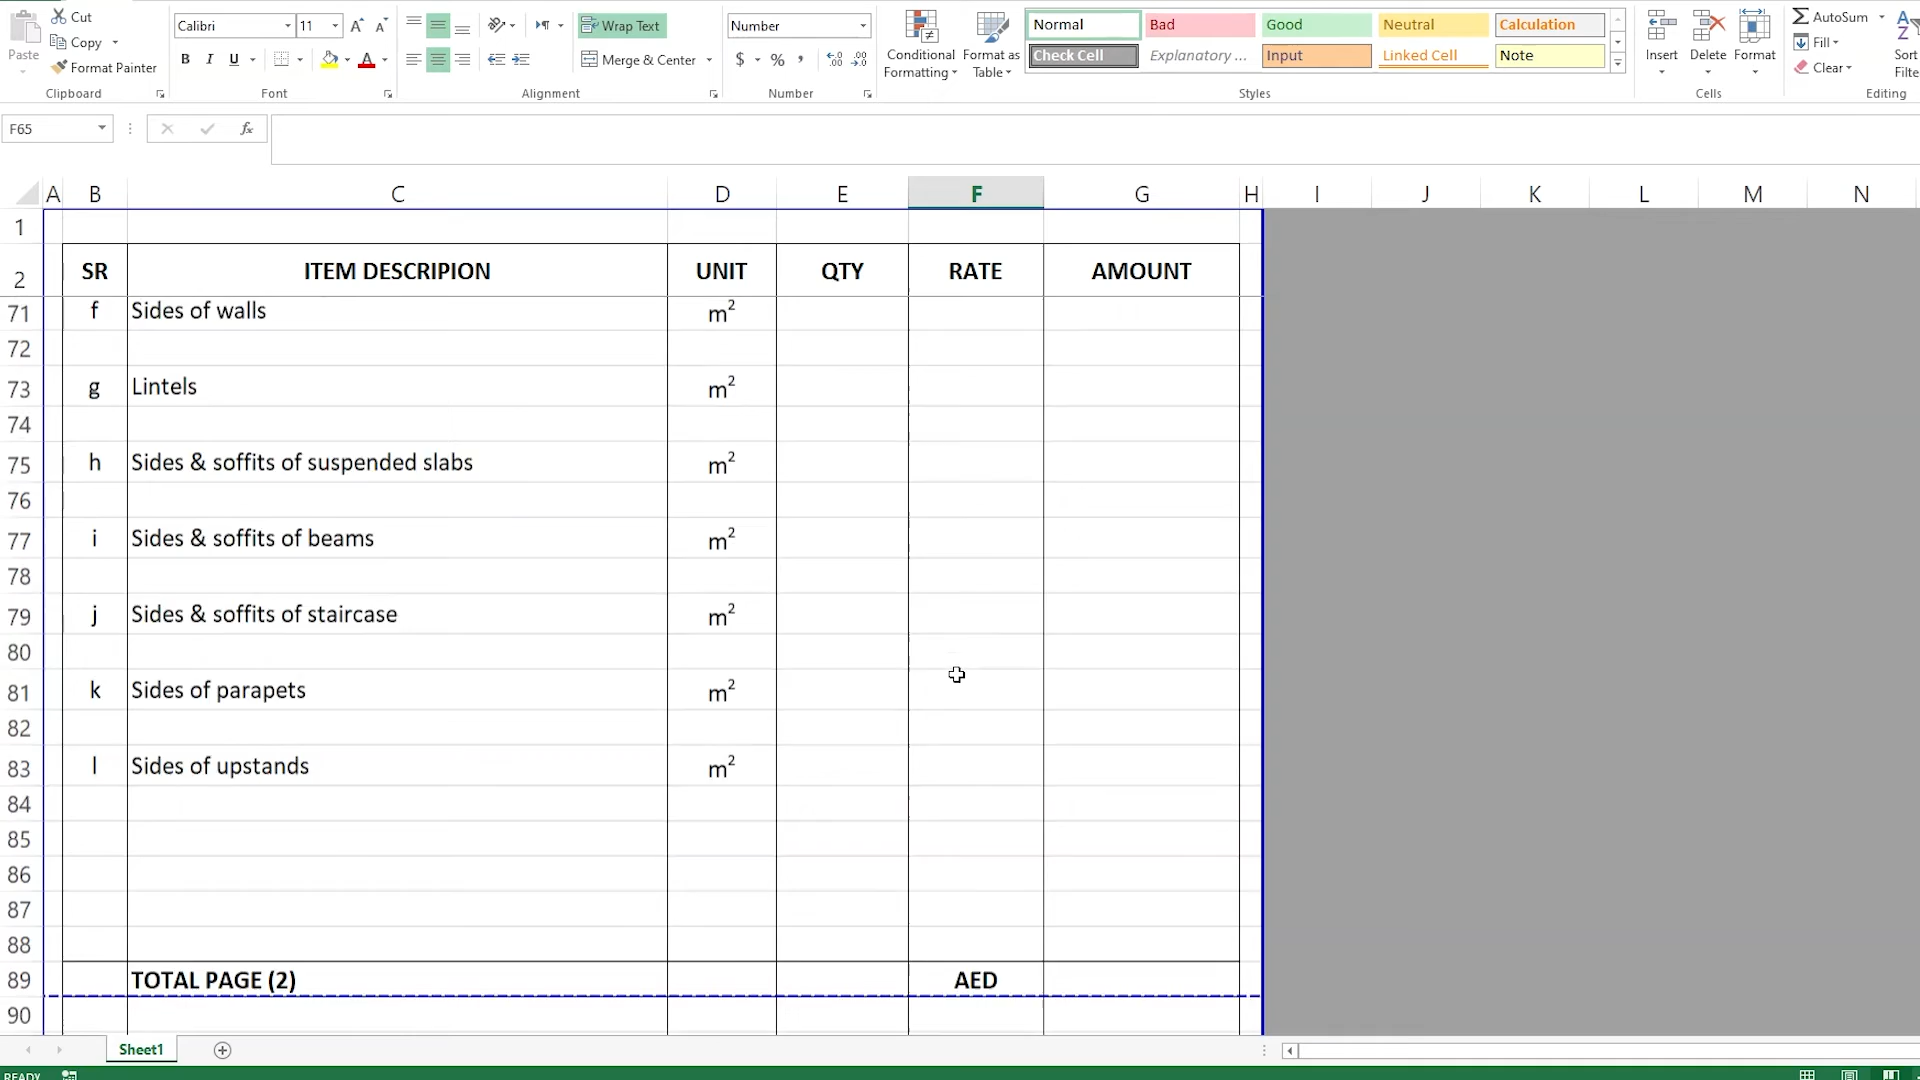 Cut
Calibri 11
Wrap Text
Number
Normal Bad Good Neutral Calculation
AutoSum
Paste
Copy
Conditional Formatting
Format as Table
Check Cell Explanatory ... Input Linked Cell Note
Insert Delete Format
Fill
Sort
Filte
Format Painter
B I U
A
Merge & Center
$ % ,
Clear
Clipboard Font Alignment Number Styles Cells Editing
F65 fx
A B C D E F G H I J K L M N
1
2 SR ITEM DESCRIPION UNIT QTY RATE AMOUNT
71 f Sides of walls m²
72
73 g Lintels m²
74
75 h Sides & soffits of suspended slabs m²
76
77 i Sides & soffits of beams m²
78
79 j Sides & soffits of staircase m²
80
81 k Sides of parapets m²
82
83 l Sides of upstands m²
84
85
86
87
88
89 TOTAL PAGE (2) AED
90
Sheet1
READY